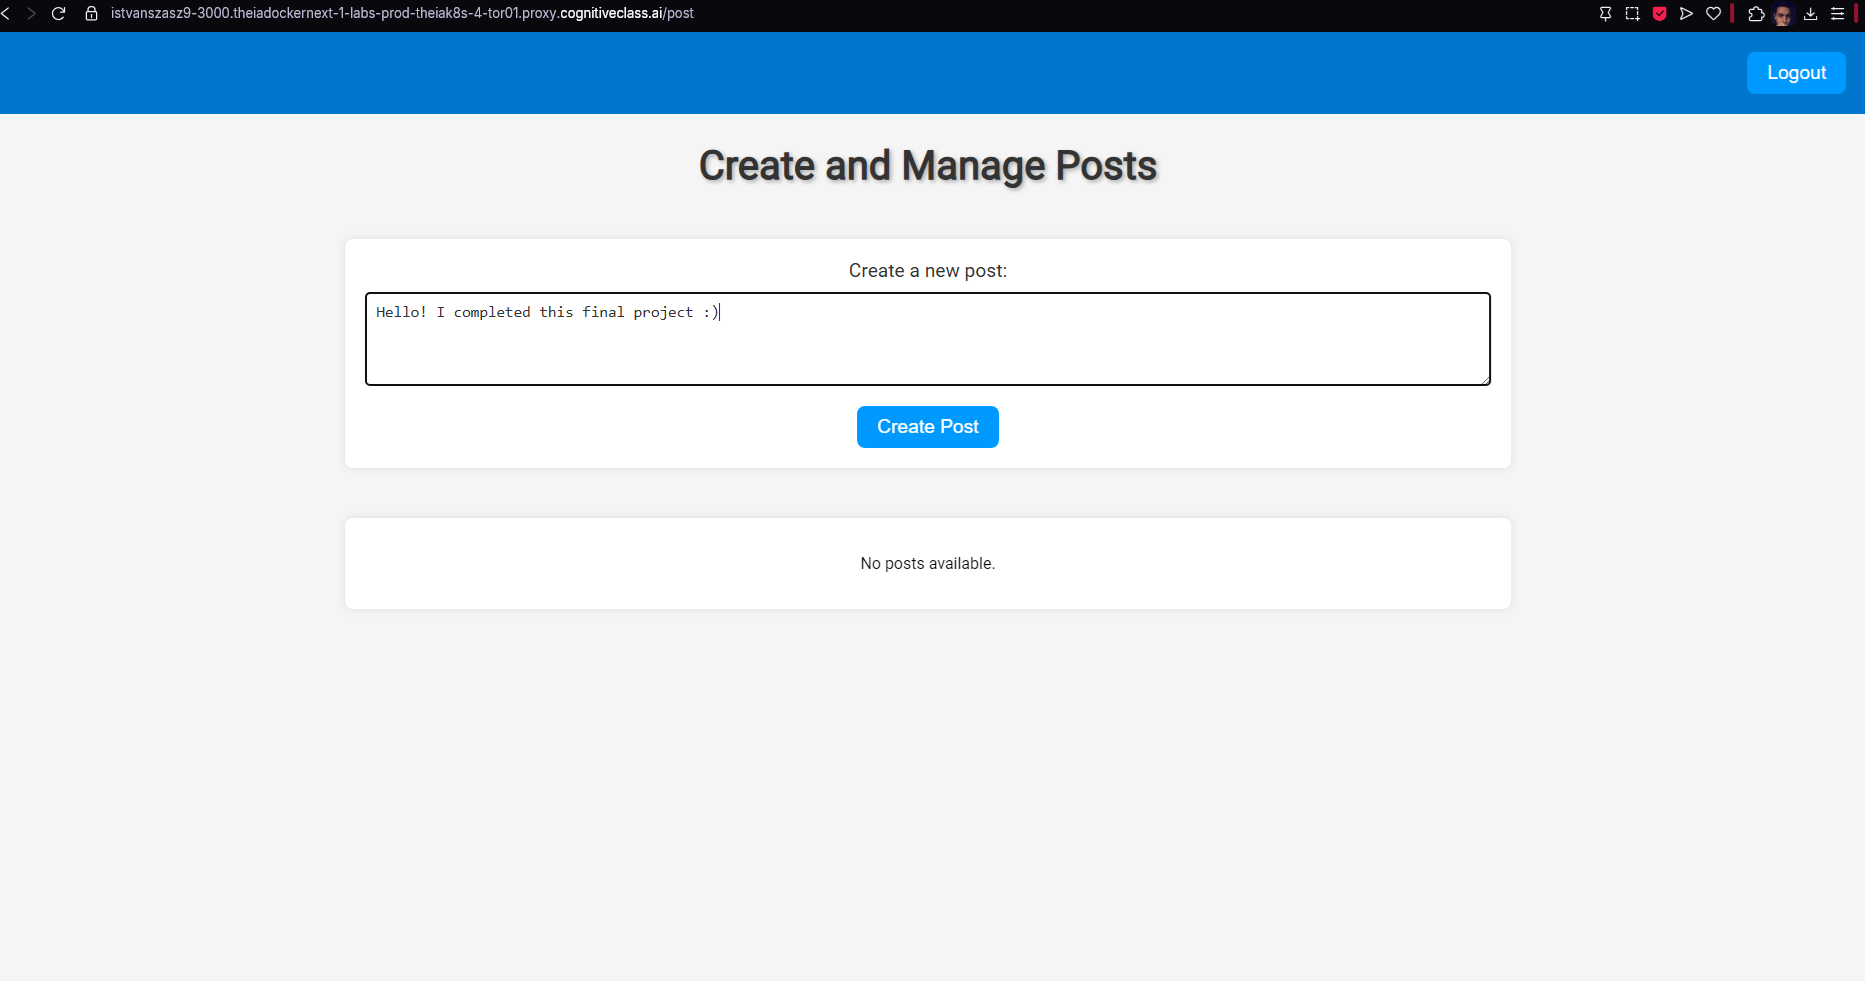 istvanszasz9-3000.theiadockernext-1-labs-prod-theiak8s-4-tor01.proxy.cognitiveclass.ai/post
Logout
Create and Manage Posts
Create a new post:
Hello! I completed this final project :)
Create Post
No posts available.